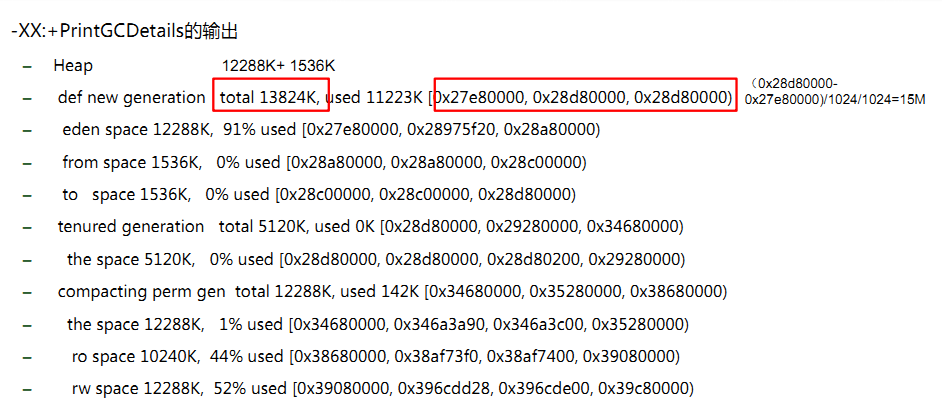 -XX:+PrintGCDetails的输出
– Heap 12288K+ 1536K
– def new generation total 13824K, used 11223K [0x27e80000, 0x28d80000, 0x28d80000) （0x28d80000-
0x27e80000)/1024/1024=15M
– eden space 12288K, 91% used [0x27e80000, 0x28975f20, 0x28a80000)
– from space 1536K, 0% used [0x28a80000, 0x28a80000, 0x28c00000)
– to space 1536K, 0% used [0x28c00000, 0x28c00000, 0x28d80000)
– tenured generation total 5120K, used 0K [0x28d80000, 0x29280000, 0x34680000)
– the space 5120K, 0% used [0x28d80000, 0x28d80000, 0x28d80200, 0x29280000)
– compacting perm gen total 12288K, used 142K [0x34680000, 0x35280000, 0x38680000)
– the space 12288K, 1% used [0x34680000, 0x346a3a90, 0x346a3c00, 0x35280000)
– ro space 10240K, 44% used [0x38680000, 0x38af73f0, 0x38af7400, 0x39080000)
– rw space 12288K, 52% used [0x39080000, 0x396cdd28, 0x396cde00, 0x39c80000)